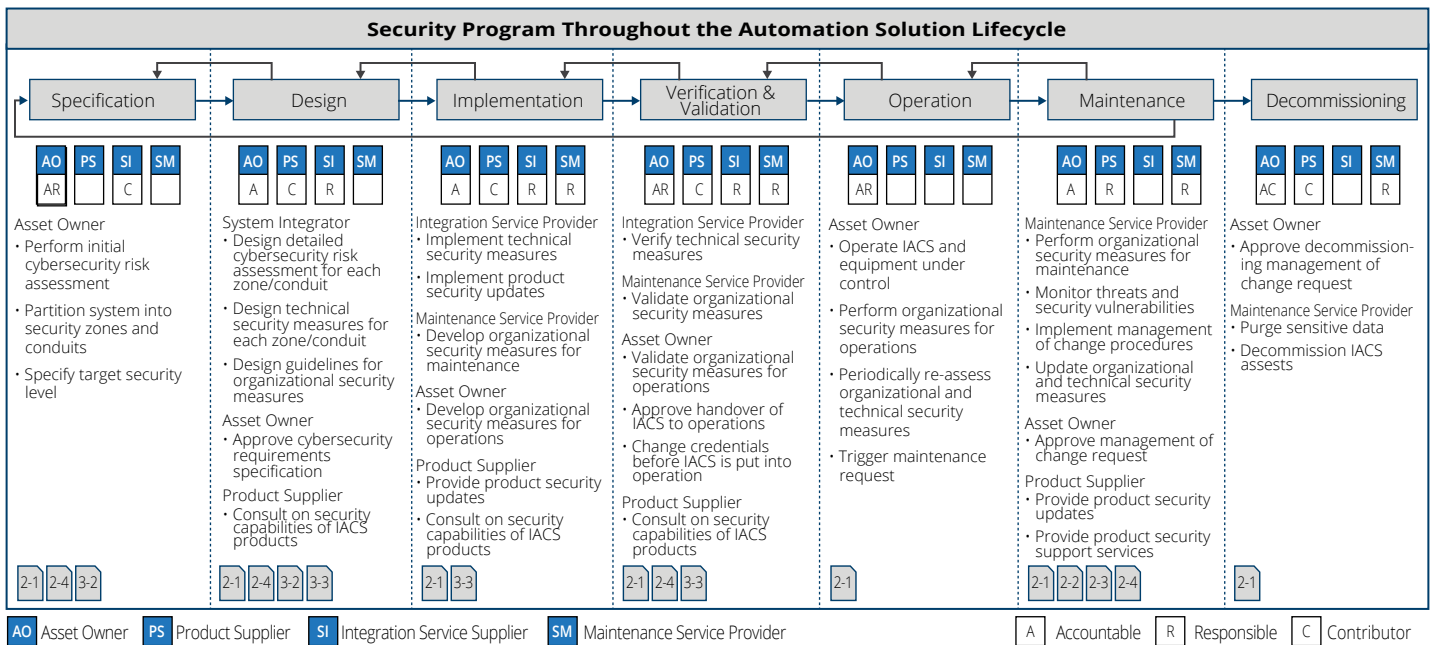 Security Program Throughout the Automation Solution Lifecycle
Specification
Design
Implementation
Verification &
Validation
Operation
Maintenance
Decommissioning
AO PS SI SM
AR C
Asset Owner
· Perform initial
cybersecurity risk
assessment
· Partition system into
security zones and
conduits
· Specify target security
level
2-1 2-4 3-2
AO PS SI SM
A C R
System Integrator
· Design detailed
cybersecurity risk
assessment for each
zone/conduit
· Design technical
security measures for
each zone/conduit
· Design guidelines for
organizational security
measures
Asset Owner
· Approve cybersecurity
requirements
specification
Product Supplier
· Consult on security
capabilities of IACS
products
2-1 2-4 3-2 3-3
AO PS SI SM
A C R R
Integration Service Provider
· Implement technical
security measures
· Implement product
security updates
Maintenance Service Provider
· Develop organizational
security measures for
maintenance
Asset Owner
· Develop organizational
security measures for
operations
Product Supplier
· Provide product security
updates
· Consult on security
capabilities of IACS
products
2-1 3-3
AO PS SI SM
AR C R R
Integration Service Provider
· Verify technical security
measures
Maintenance Service Provider
· Validate organizational
security measures
Asset Owner
· Validate organizational
security measures for
operations
· Approve handover of
IACS to operations
· Change credentials
before IACS is put into
operation
Product Supplier
· Consult on security
capabilities of IACS
products
2-1 2-4 3-3
AO PS SI SM
AR
Asset Owner
· Operate IACS and
equipment under
control
· Perform organizational
security measures for
operations
· Periodically re-assess
organizational and
technical security
measures
· Trigger maintenance
request
2-1
AO PS SI SM
A R R
Maintenance Service Provider
· Perform organizational
security measures for
maintenance
· Monitor threats and
security vulnerabilities
· Implement management
of change procedures
· Update organizational
and technical security
measures
Asset Owner
· Approve management of
change request
Product Supplier
· Provide product security
updates
· Provide product security
support services
2-1 2-2 2-3 2-4
AO PS SI SM
AC C R
Asset Owner
· Approve decommission-
ing management of
change request
Maintenance Service Provider
· Purge sensitive data
· Decommission IACS
assests
2-1
AO Asset Owner PS Product Supplier SI Integration Service Supplier SM Maintenance Service Provider A Accountable R Responsible C Contributor